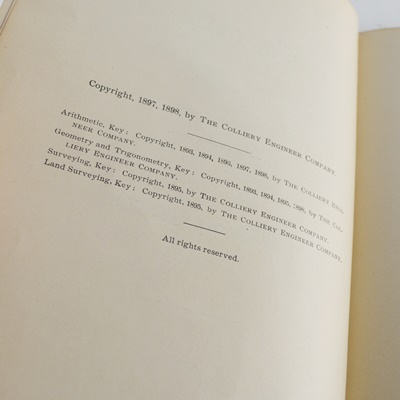 Copyright, 1897, 1898, by THE COLLIERY ENGINEER COMPANY.
Arithmetic, Key: Copyright, 1893, 1894, 1896, 1897, 1898, by THE COLLIERY ENGI-
NEER COMPANY.
Geometry and Trigonometry, Key: Copyright, 1893, 1894, 1895, 1898, by THE COL-
LIERY ENGINEER COMPANY.
Surveying, Key: Copyright, 1895, by THE COLLIERY ENGINEER COMPANY.
Land Surveying, Key: Copyright, 1895, by THE COLLIERY ENGINEER COMPANY.
All rights reserved.